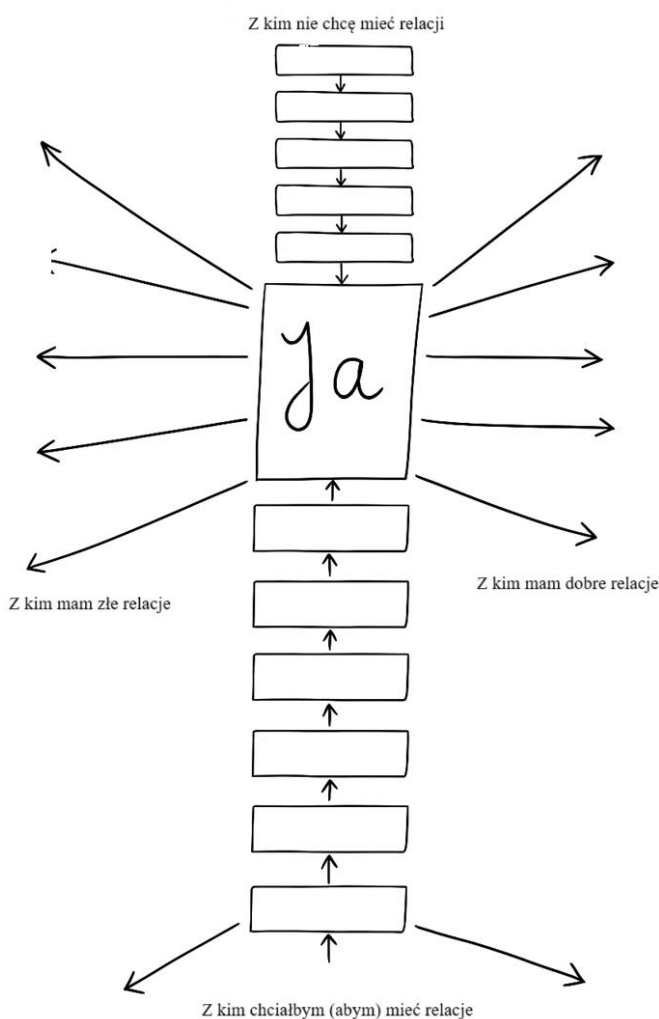 Z kim nie chcę mieć relacji
Ja
Z kim mam złe relacje
Z kim mam dobre relacje
Z kim chciałbym (abym) mieć relacje